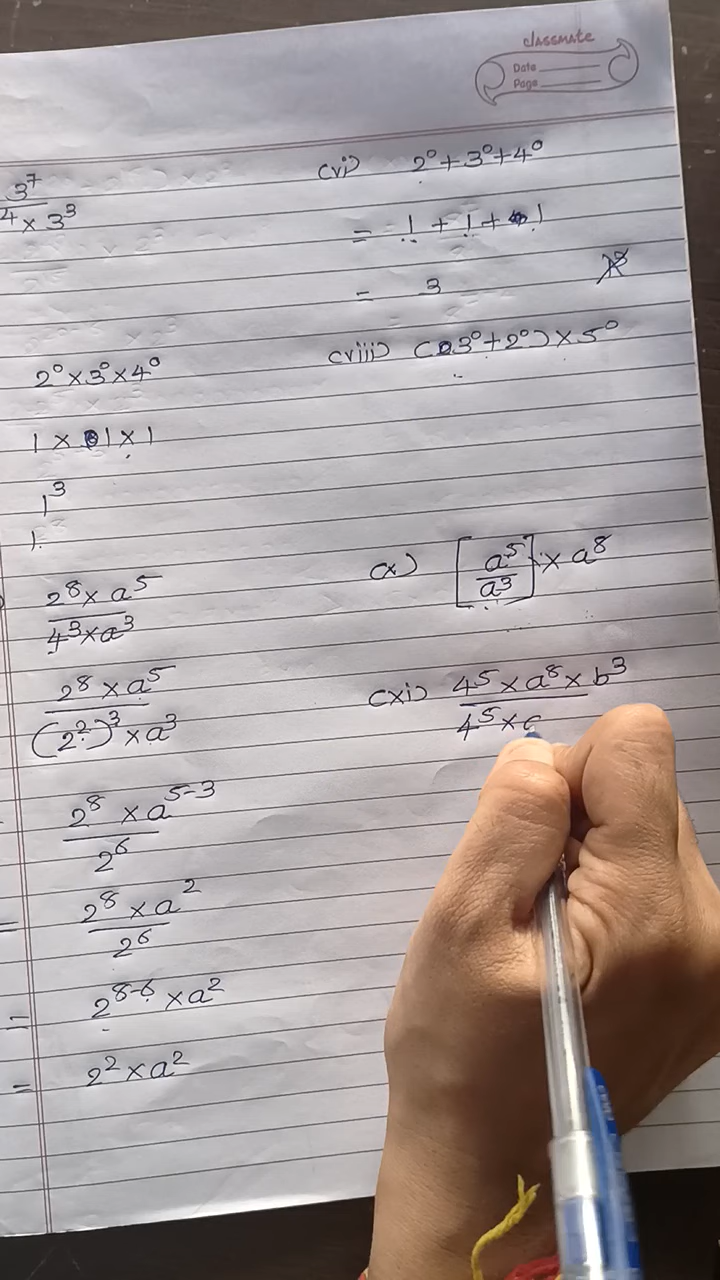 classmate
Date
Page
3⁷
4 × 3³
(vi) 2⁰ + 3⁰ + 4⁰
= 1 + 1 + 1
= 3
2⁰ × 3⁰ × 4⁰
1 × 1 × 1
1³
1
(viii) (3⁰ + 2⁰) × 5⁰
2⁸ × a⁵
4³ × a³
2⁸ × a⁵
(2²)³ × a³
2⁸ × a⁵⁻³
2⁶
= 2⁸ × a²
2⁶
= 2⁸⁻⁶ × a²
= 2² × a²
(x) [a⁵
a³] × a⁸
(xi) 4⁵ × a⁸ × b³
4⁵ ×